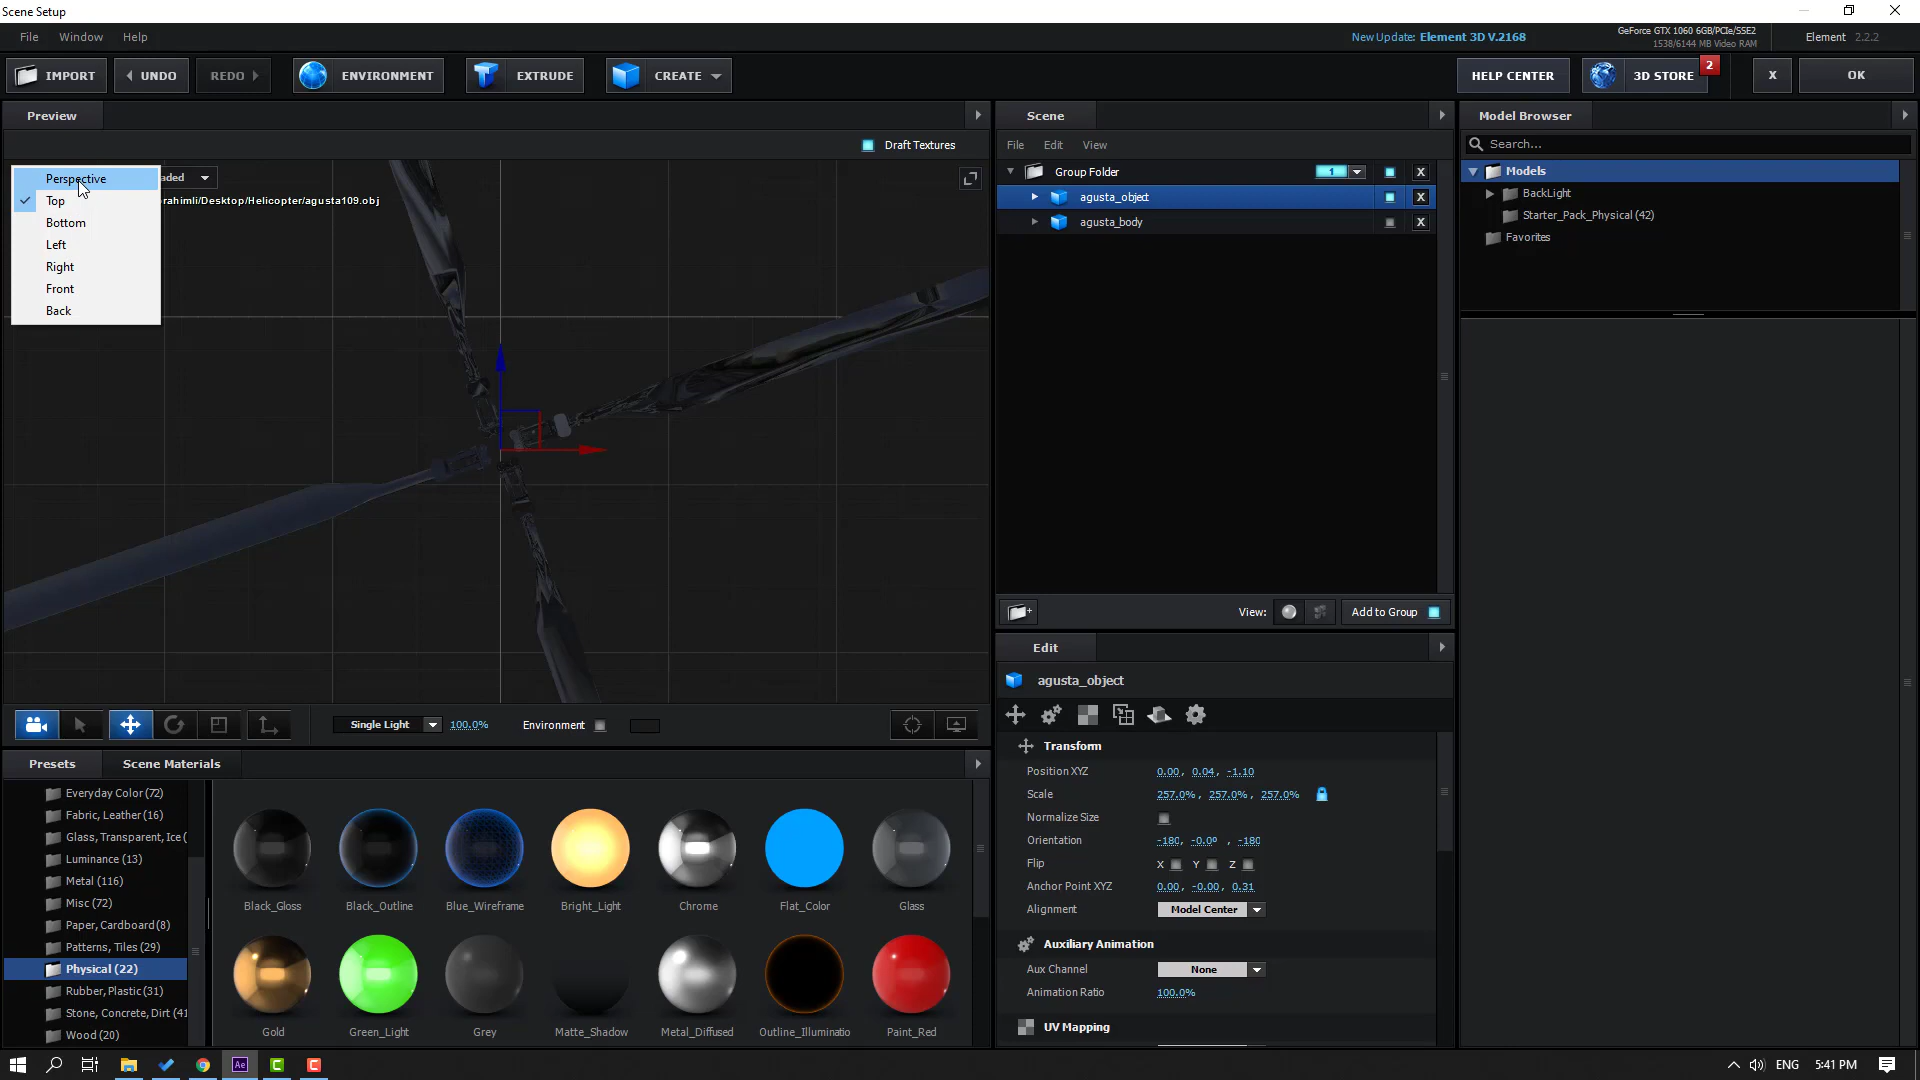 Scene Setup
File Window Help
New Update: Element 3D V.2168
GeForce GTX 1060 6GB/PCIe/SSE2
1538/6144 MB Video RAM
Element 2.2.2
IMPORT UNDO REDO ENVIRONMENT EXTRUDE CREATE HELP CENTER 3D STORE 2 X OK
Preview
Draft Textures
Perspective
Top
Bottom
Left
Right
Front
Back
aded
rahimli/Desktop/Helicopter/agusta109.obj
Single Light 100.0% Environment
Scene
File Edit View
Group Folder 1 X
agusta_object X
agusta_body X
View: Add to Group
Model Browser
Search...
Models
BackLight
Starter_Pack_Physical (42)
Favorites
Edit
agusta_object
Transform
Position XYZ 0.00, 0.04, -1.10
Scale 257.0%, 257.0%, 257.0%
Normalize Size
Orientation -180, -0.0°, -180
Flip X Y Z
Anchor Point XYZ 0.00, -0.00, 0.31
Alignment Model Center
Auxiliary Animation
Aux Channel None
Animation Ratio 100.0%
UV Mapping
Presets Scene Materials
Everyday Color (72)
Fabric, Leather (16)
Glass, Transparent, Ice (
Luminance (13)
Metal (116)
Misc (72)
Paper, Cardboard (8)
Patterns, Tiles (29)
Physical (22)
Rubber, Plastic (31)
Stone, Concrete, Dirt (41
Wood (20)
Black_Gloss Black_Outline Blue_Wireframe Bright_Light Chrome Flat_Color Glass
Gold Green_Light Grey Matte_Shadow Metal_Diffused Outline_Illuminatio Paint_Red
Ae C C ENG 5:41 PM